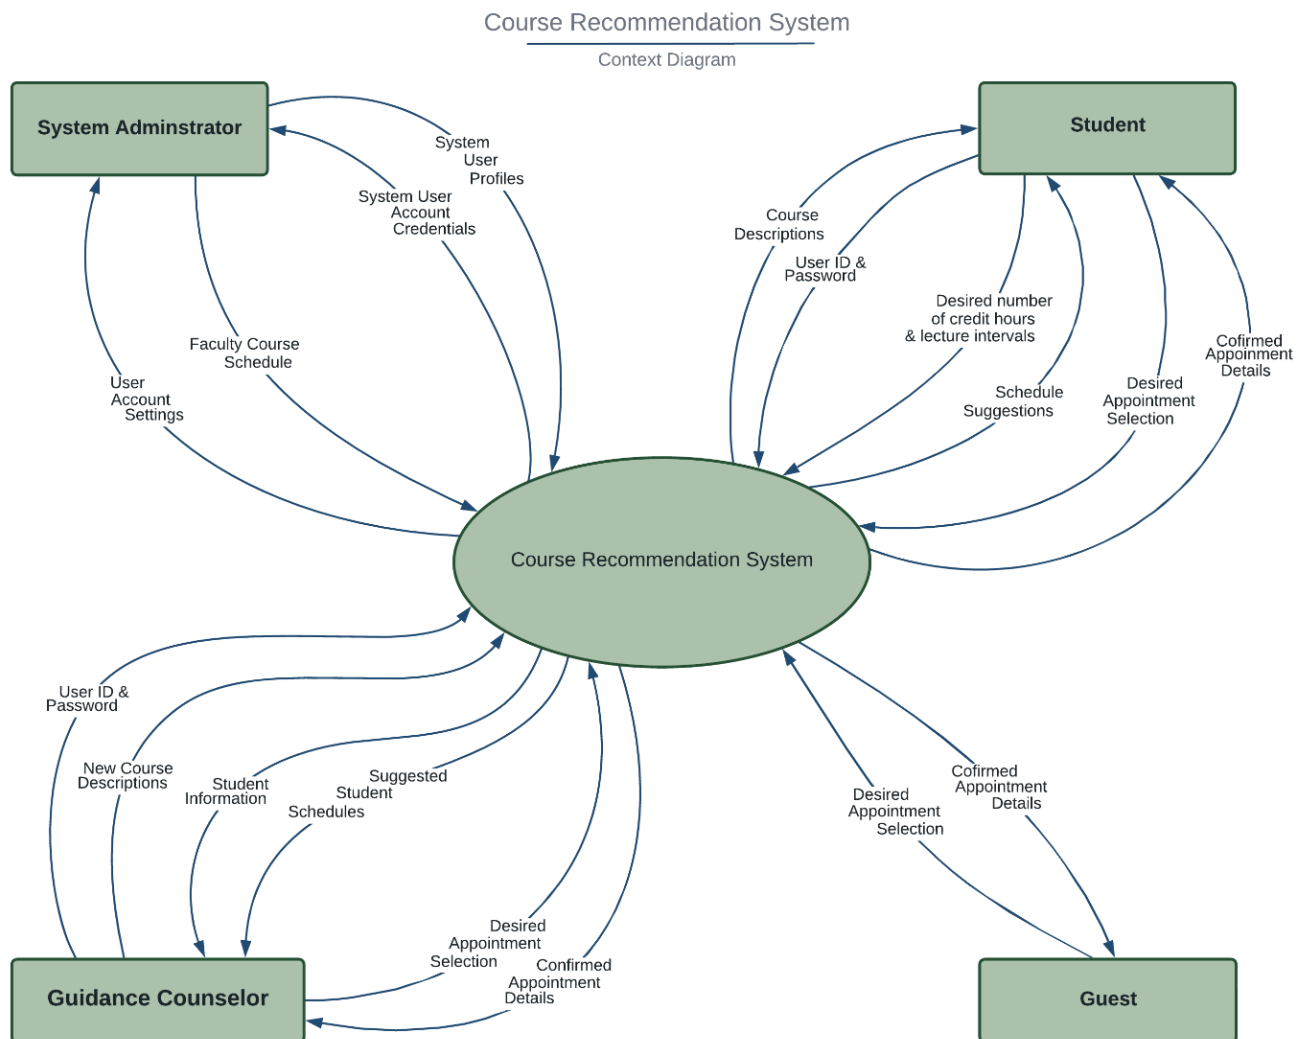 Course Recommendation System
Context Diagram
System Adminstrator
Student
System
User
Profiles
System User
Account
Credentials
Course
Descriptions
User ID &
Password
Desired number
of credit hours
& lecture intervals
Faculty Course
Schedule
Cofirmed
Appoinment
Details
User
Account
Settings
Schedule
Suggestions
Desired
Appointment
Selection
Course Recommendation System
User ID &
Password
New Course
Descriptions
Student
Information
Suggested
Student
Schedules
Cofirmed
Appointment
Details
Desired
Appointment
Selection
Desired
Appointment
Selection
Confirmed
Appointment
Details
Guidance Counselor
Guest